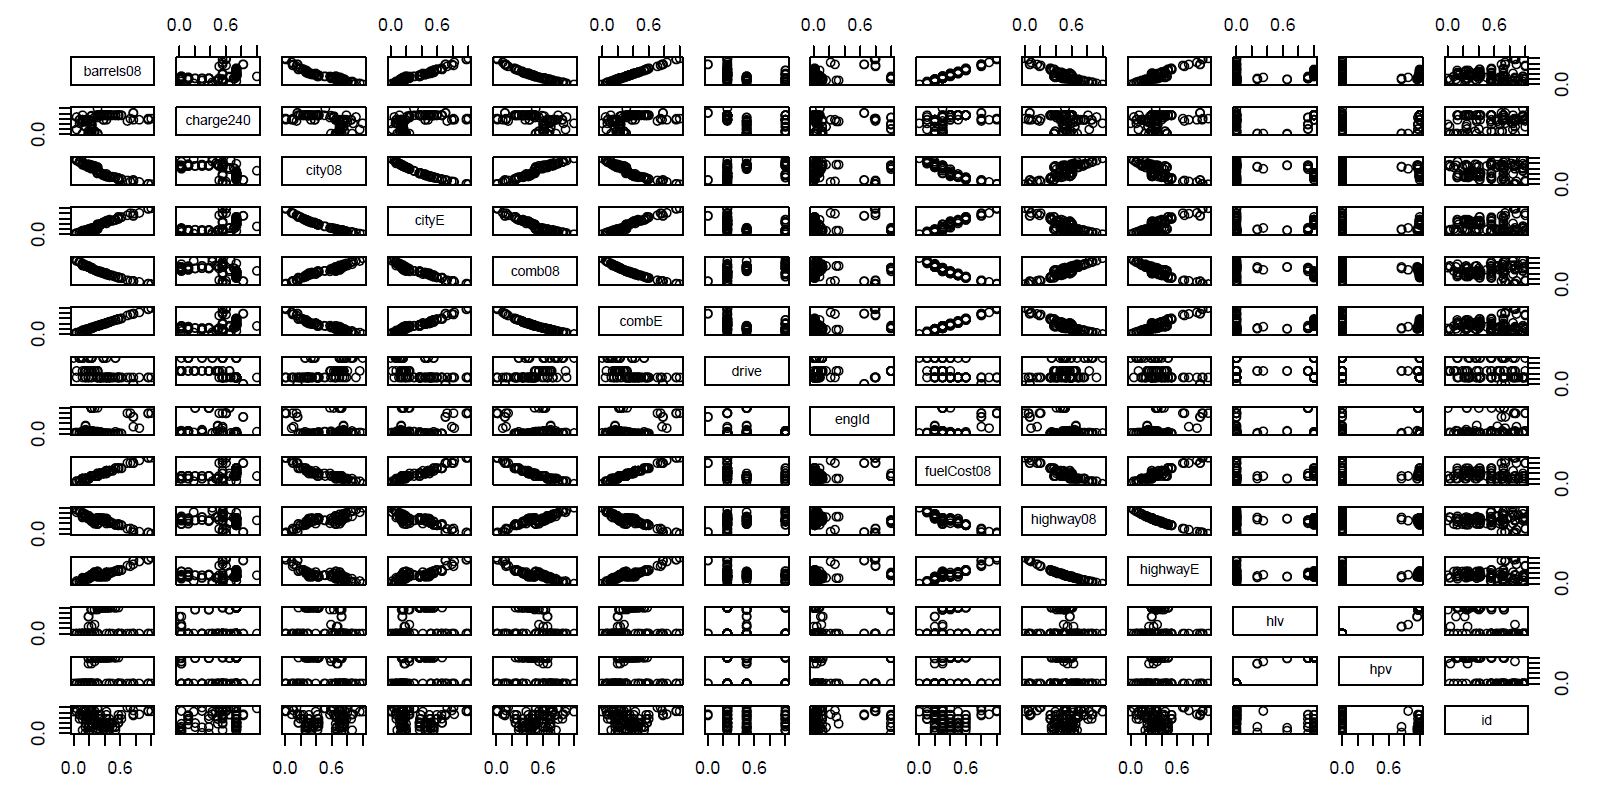 0.0 0.6 0.0 0.6 0.0 0.6 0.0 0.6 0.0 0.6 0.0 0.6 0.0 0.6
barrels08 0.0
0.0 charge240
city08 0.0
0.0 cityE
comb08 0.0
0.0 combE
drive 0.0
0.0 engId
fuelCost08 0.0
0.0 highway08
highwayE 0.0
0.0 hlv
hpv 0.0
0.0 id
0.0 0.6 0.0 0.6 0.0 0.6 0.0 0.6 0.0 0.6 0.0 0.6 0.0 0.6